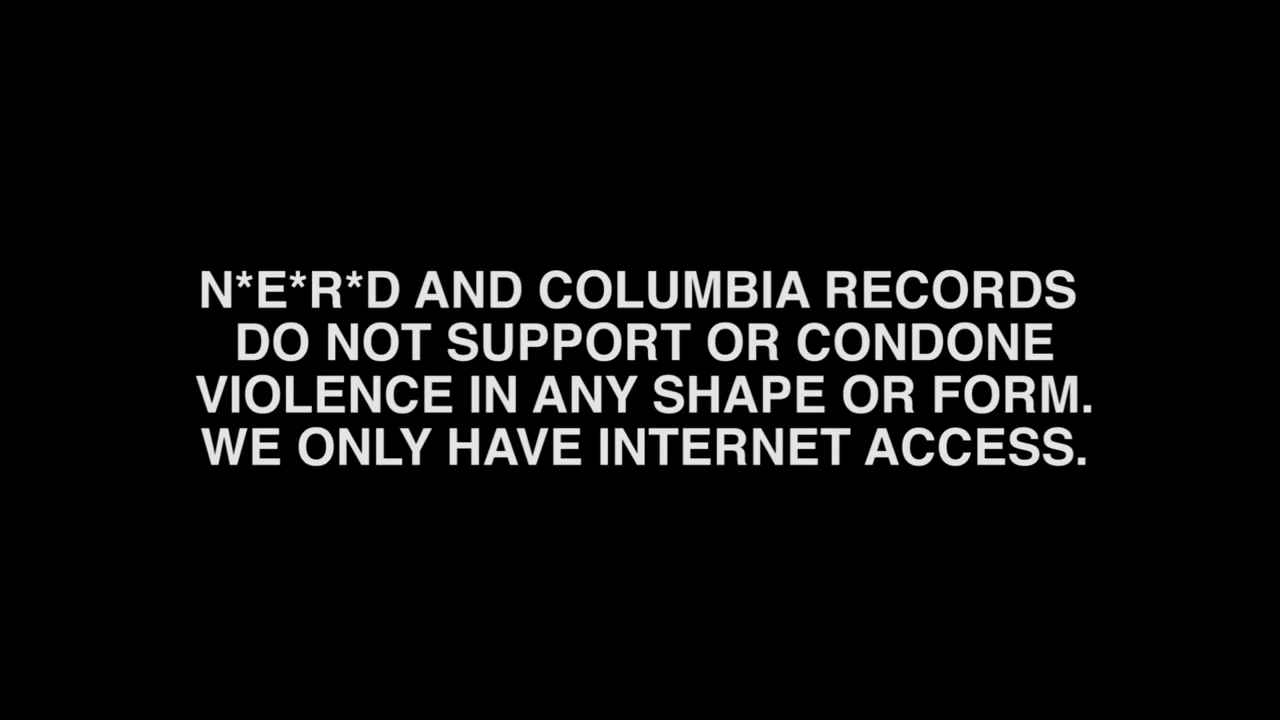 N*E*R*D AND COLUMBIA RECORDS
DO NOT SUPPORT OR CONDONE
VIOLENCE IN ANY SHAPE OR FORM.
WE ONLY HAVE INTERNET ACCESS.